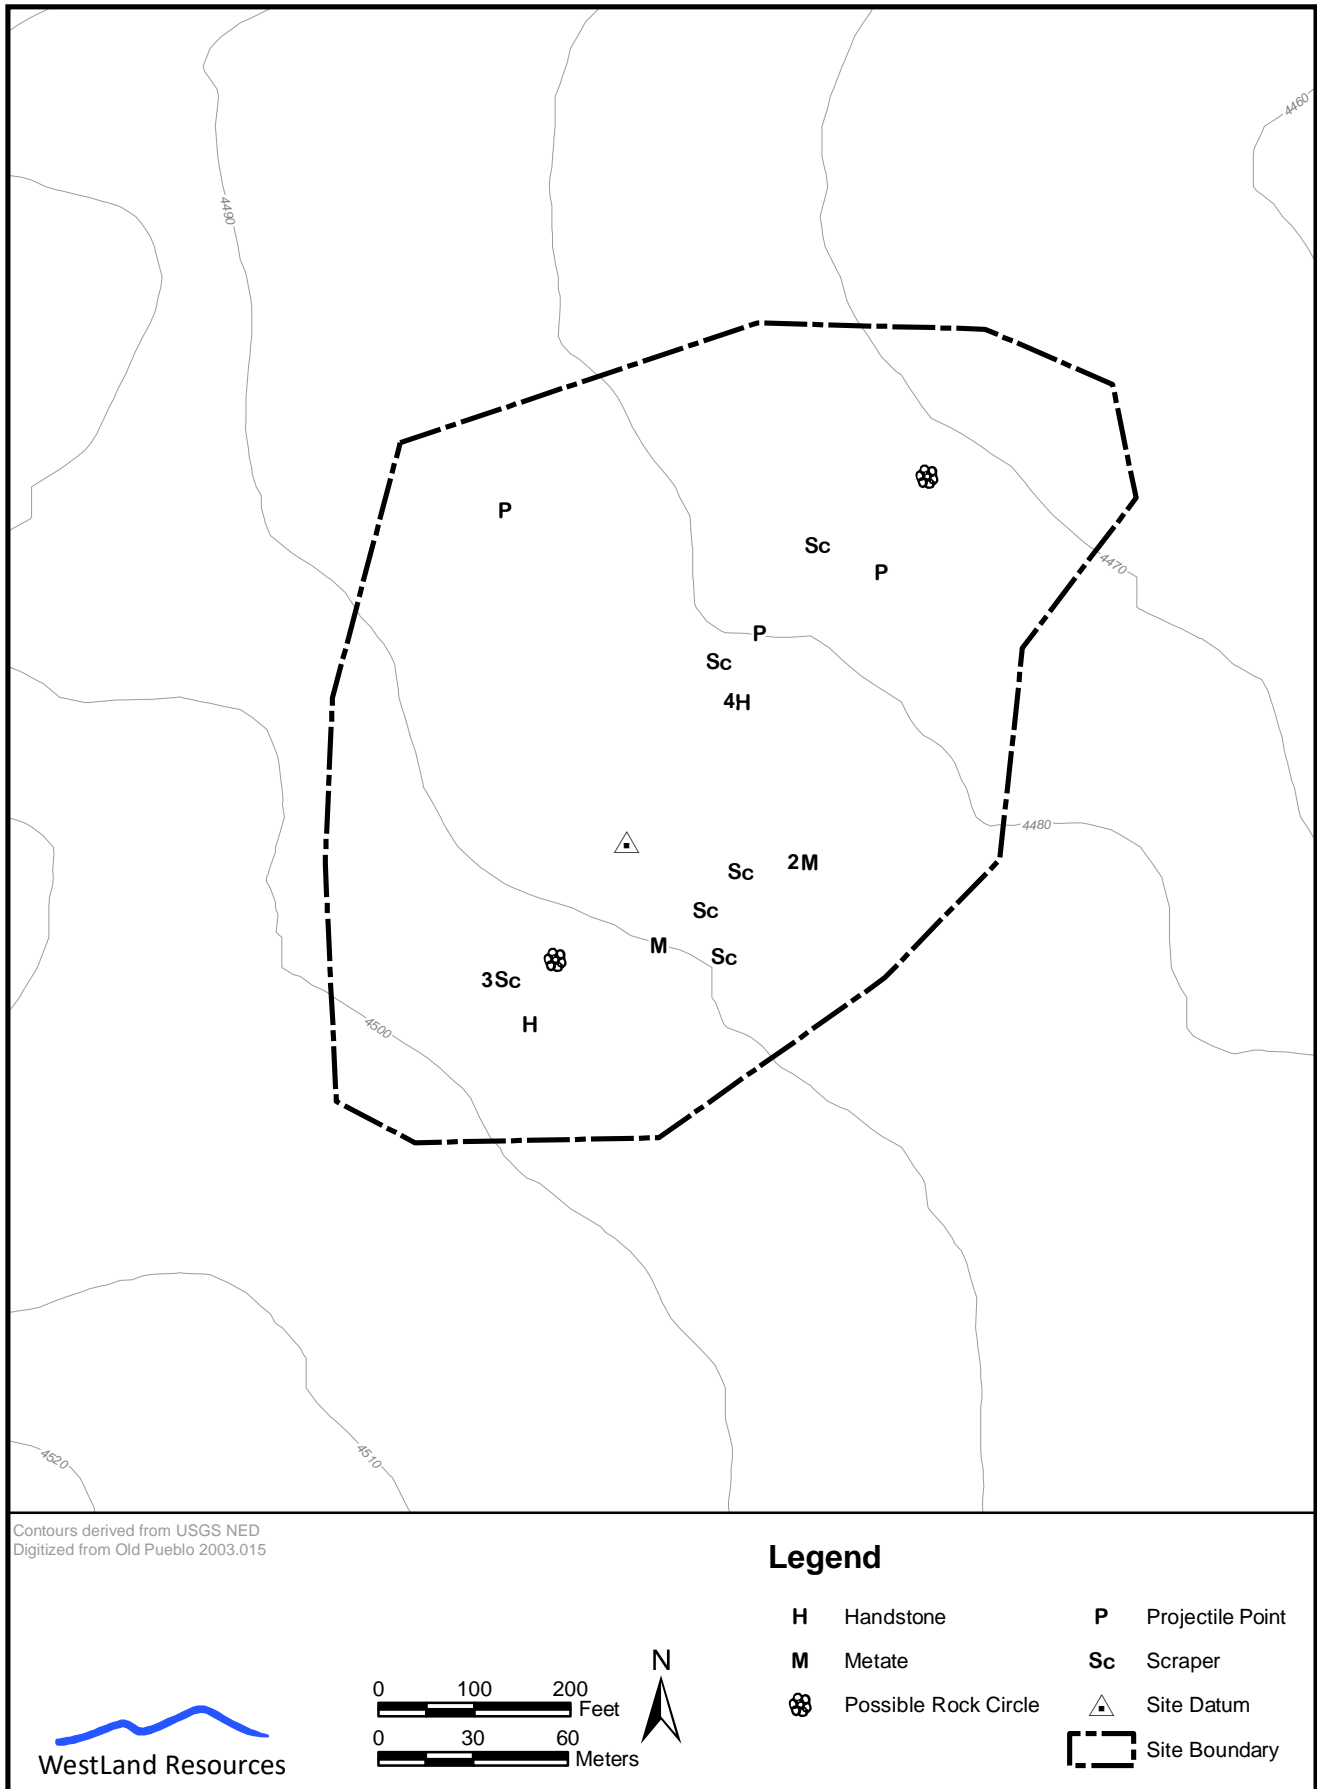 4460
4490
P
Sc
P
4470
P
Sc
4H
4480
2M
Sc
Sc
M
Sc
3Sc
H
4500
4520
4510
Contours derived from USGS NED
Digitized from Old Pueblo 2003.015
Legend
H Handstone
P Projectile Point
M Metate
Sc Scraper
Possible Rock Circle
Site Datum
Site Boundary
N
0 100 200
Feet
0 30 60
Meters
WestLand Resources